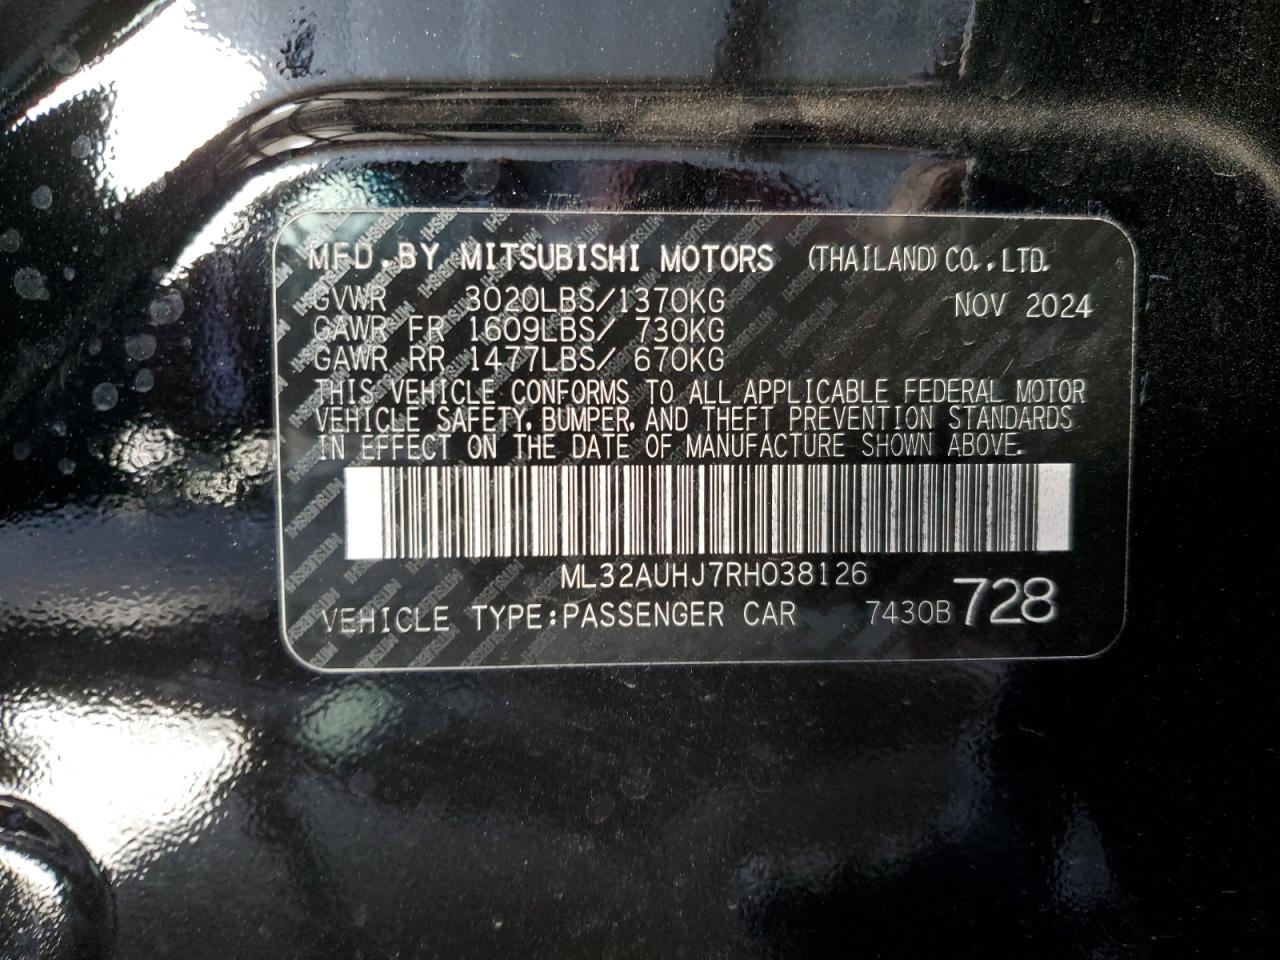 MFD. BY MITSUBISHI MOTORS (THAILAND) CO., LTD.
GVWR 3020LBS/1370KG NOV 2024
GAWR FR 1609LBS/ 730KG
GAWR RR 1477LBS/ 670KG
THIS VEHICLE CONFORMS TO ALL APPLICABLE FEDERAL MOTOR
VEHICLE SAFETY, BUMPER, AND THEFT PREVENTION STANDARDS
IN EFFECT ON THE DATE OF MANUFACTURE SHOWN ABOVE.
ML32AUHJ7RH038126
VEHICLE TYPE:PASSENGER CAR 7430B 728